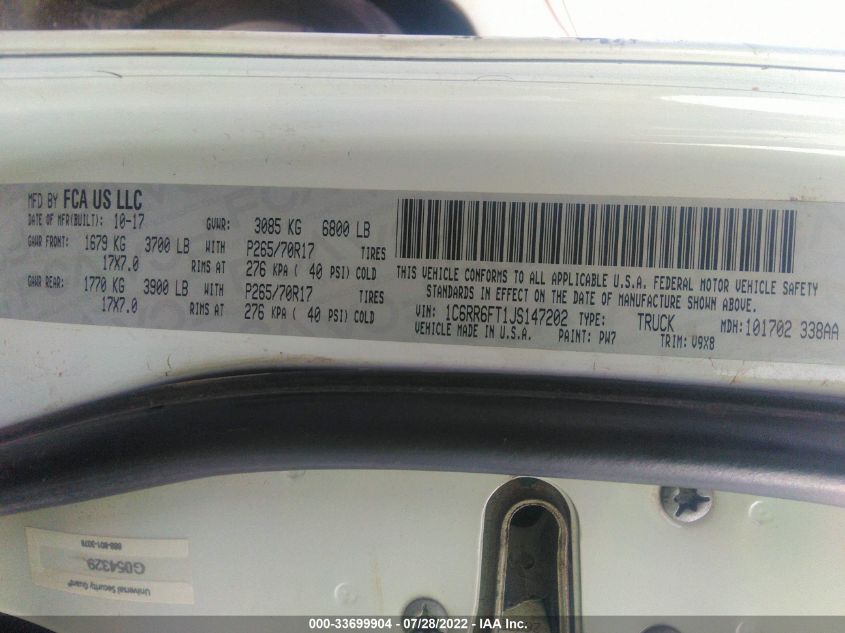 MFD BY FCA US LLC
DATE OF MFR(BUILT): 10-17 GVWR: 3085 KG 6800 LB
GAWR FRONT: 1679 KG 3700 LB WITH P265/70R17 TIRES
17X7.0 RIMS AT 276 KPA ( 40 PSI) COLD
GAWR REAR: 1770 KG 3900 LB WITH P265/70R17 TIRES
17X7.0 RIMS AT 276 KPA ( 40 PSI) COLD
THIS VEHICLE CONFORMS TO ALL APPLICABLE U.S.A. FEDERAL MOTOR VEHICLE SAFETY
STANDARDS IN EFFECT ON THE DATE OF MANUFACTURE SHOWN ABOVE.
VIN: 1C6RR6FT1JS147202 TYPE: TRUCK MDH:101702 338AA
VEHICLE MADE IN U.S.A. PAINT: PW7 TRIM: V9X8
Universal Security Guard
G054329
000-33699904 - 07/28/2022 - IAA Inc.